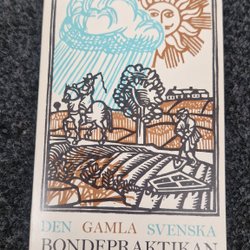 DEN GAMLA SVENSKA
BONDEPRAKTIKAN